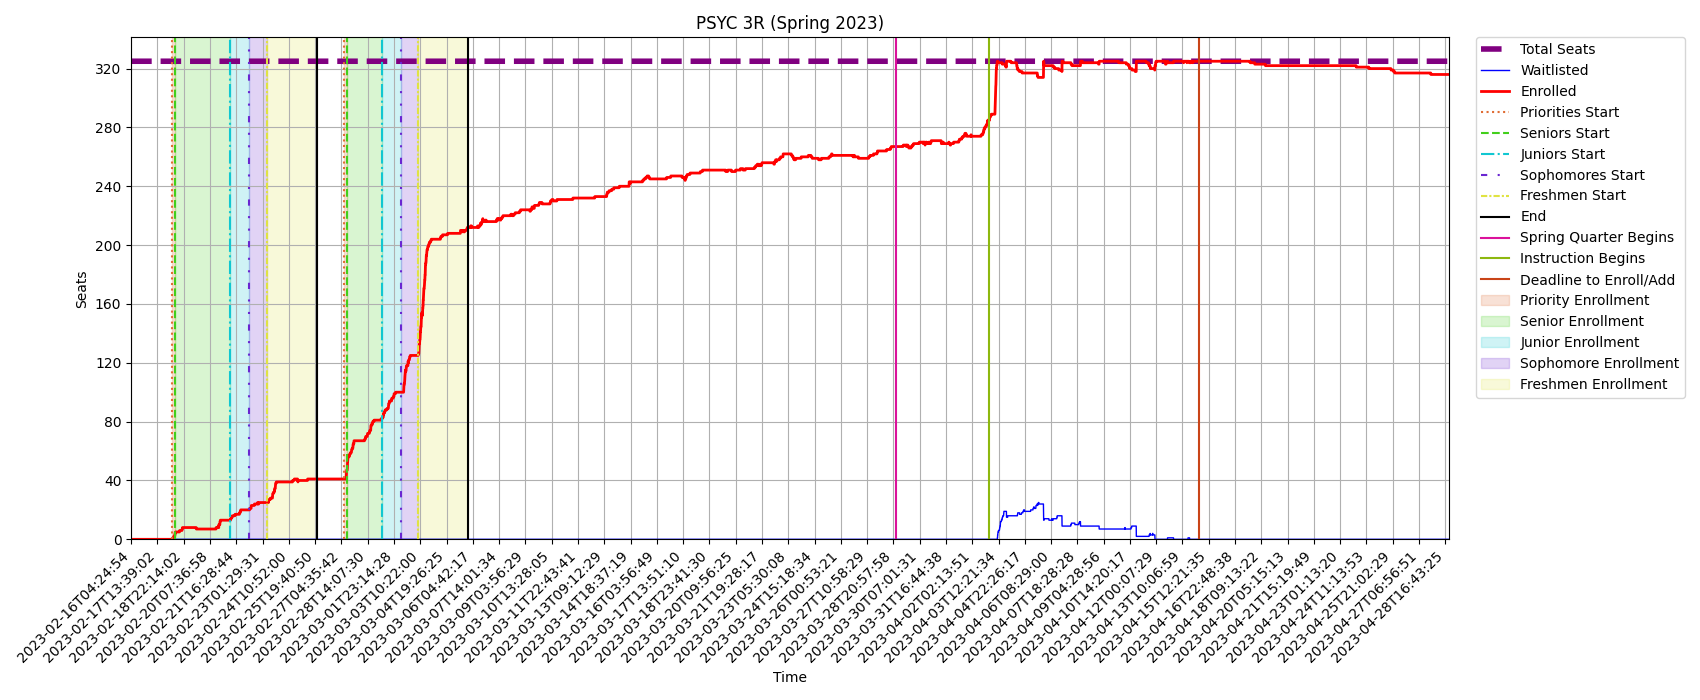 PSYC 3R (Spring 2023)
320
280
240
200
160
120
80
40
0
Seats
2023-02-16T04:24:54
2023-02-17T13:39:02
2023-02-18T22:14:02
2023-02-20T07:36:58
2023-02-21T16:28:44
2023-02-23T01:29:31
2023-02-24T10:52:00
2023-02-25T19:40:50
2023-02-27T04:35:42
2023-02-28T14:07:30
2023-03-01T23:14:28
2023-03-03T10:22:00
2023-03-04T19:26:25
2023-03-06T04:42:17
2023-03-07T14:01:34
2023-03-09T03:56:29
2023-03-10T13:28:05
2023-03-11T22:43:41
2023-03-13T09:12:29
2023-03-14T18:37:19
2023-03-16T03:56:49
2023-03-17T13:51:10
2023-03-18T23:41:30
2023-03-20T09:56:25
2023-03-21T19:28:17
2023-03-23T05:30:08
2023-03-24T15:18:34
2023-03-26T00:53:21
2023-03-27T10:58:29
2023-03-28T20:57:58
2023-03-30T07:01:31
2023-03-31T16:44:38
2023-04-02T02:13:51
2023-04-03T12:21:34
2023-04-04T22:26:17
2023-04-06T08:29:00
2023-04-07T18:28:28
2023-04-09T04:28:56
2023-04-10T14:20:17
2023-04-12T00:07:29
2023-04-13T10:06:59
2023-04-15T12:21:35
2023-04-16T22:48:38
2023-04-18T09:13:22
2023-04-20T05:15:13
2023-04-21T15:19:49
2023-04-23T01:13:20
2023-04-24T11:13:53
2023-04-25T21:02:29
2023-04-27T06:56:51
2023-04-28T16:43:25
Time
Total Seats
Waitlisted
Enrolled
Priorities Start
Seniors Start
Juniors Start
Sophomores Start
Freshmen Start
End
Spring Quarter Begins
Instruction Begins
Deadline to Enroll/Add
Priority Enrollment
Senior Enrollment
Junior Enrollment
Sophomore Enrollment
Freshmen Enrollment